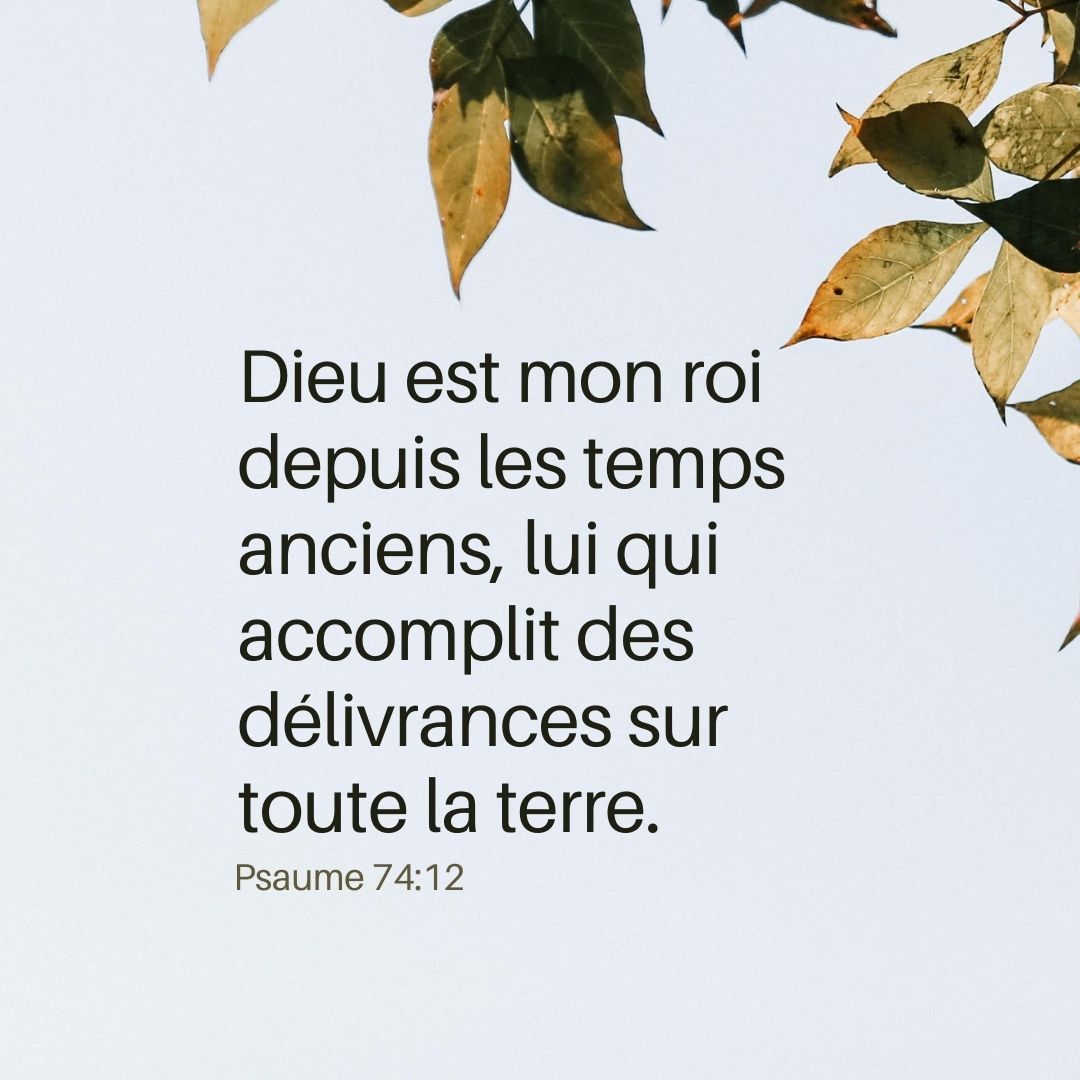 Dieu est mon roi
depuis les temps
anciens, lui qui
accomplit des
délivrances sur
toute la terre.
Psaume 74:12